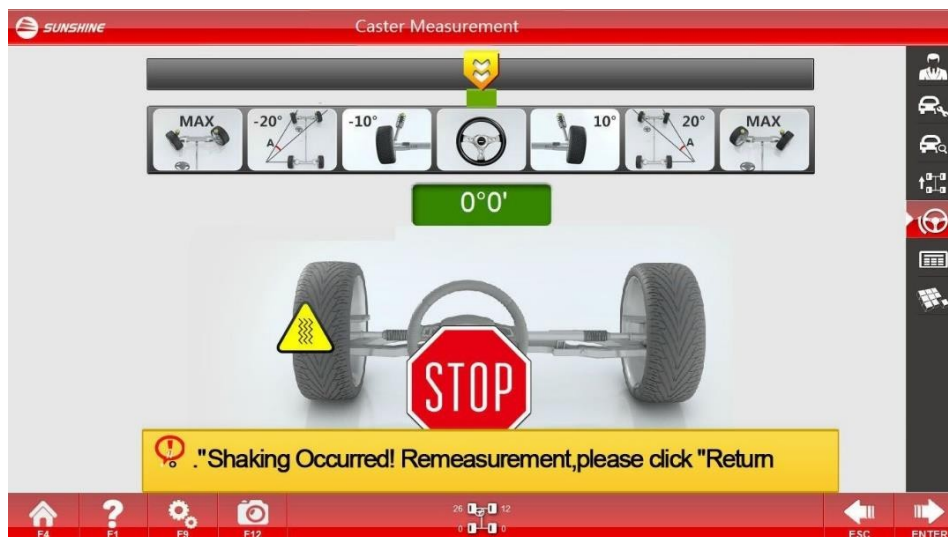 SUNSHINE
Caster Measurement
MAX
-20°
-10°
10°
20°
MAX
A
A
0°0'
STOP
."Shaking Occurred! Remeasurement,please click "Return
26
12
0
0
F4
F1
F9
F12
ESC
ENTER